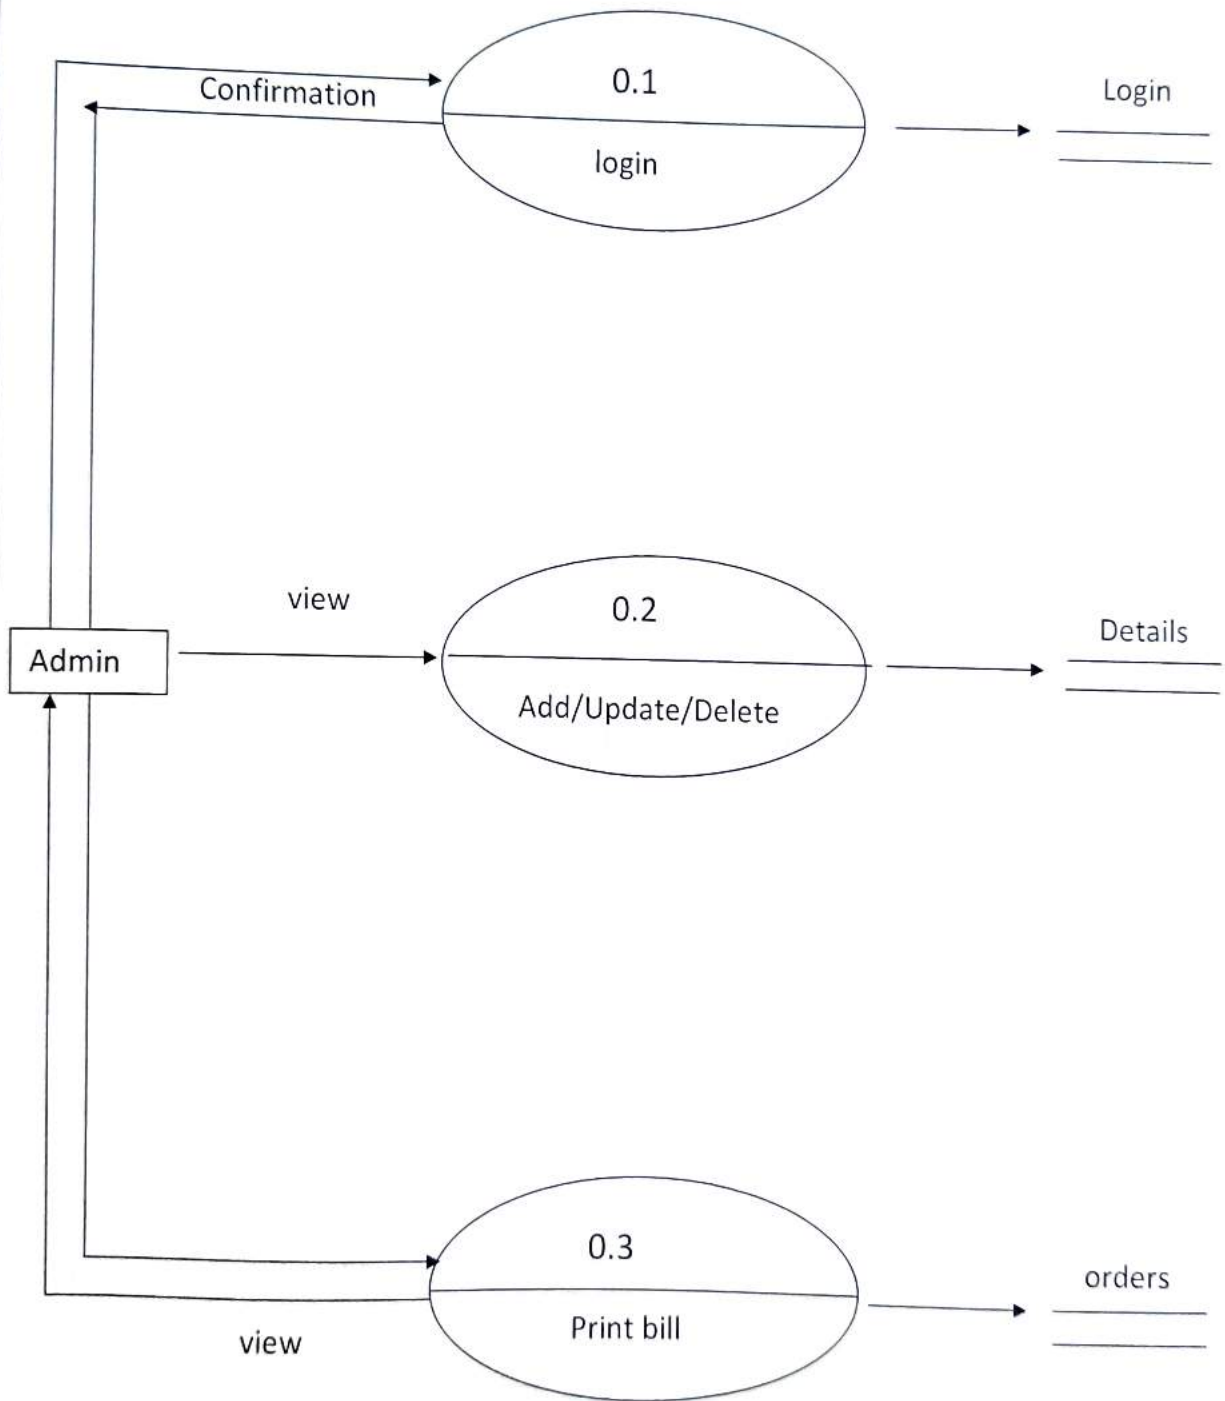 0.1
Confirmation
Login
login
view
0.2
Details
Admin
Add/Update/Delete
0.3
orders
Print bill
view